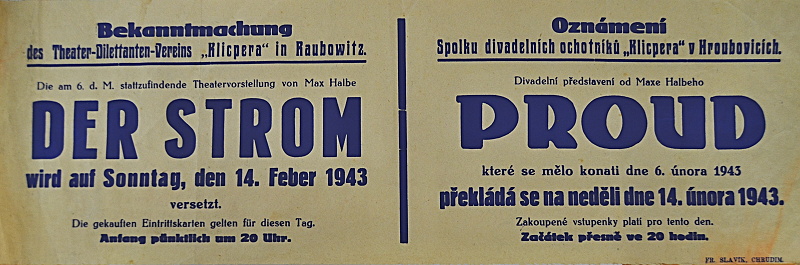 Bekanntmachung
des Theater-Dilettanten-Vereins „Klicpera" in Raubowitz.
Die am 6. d. M. stattzufindende Theatervorstellung von Max Halbe
DER STROM
wird auf Sonntag, den 14. Feber 1943
versetzt.
Die gekauften Eintrittskarten gelten für diesen Tag.
Anfang pünktlich um 20 Uhr.
Oznámení
Spolku divadelních ochotníků „Klicpera" v Hroubovicích.
Divadelní představení od Maxe Halbeho
PROUD
které se mělo konati dne 6. února 1943
překládá se na neděli dne 14. února 1943.
Zakoupené vstupenky platí pro tento den.
Začátek přesně ve 20 hodin.
FR. SLAVÍK, CHRUDIM.